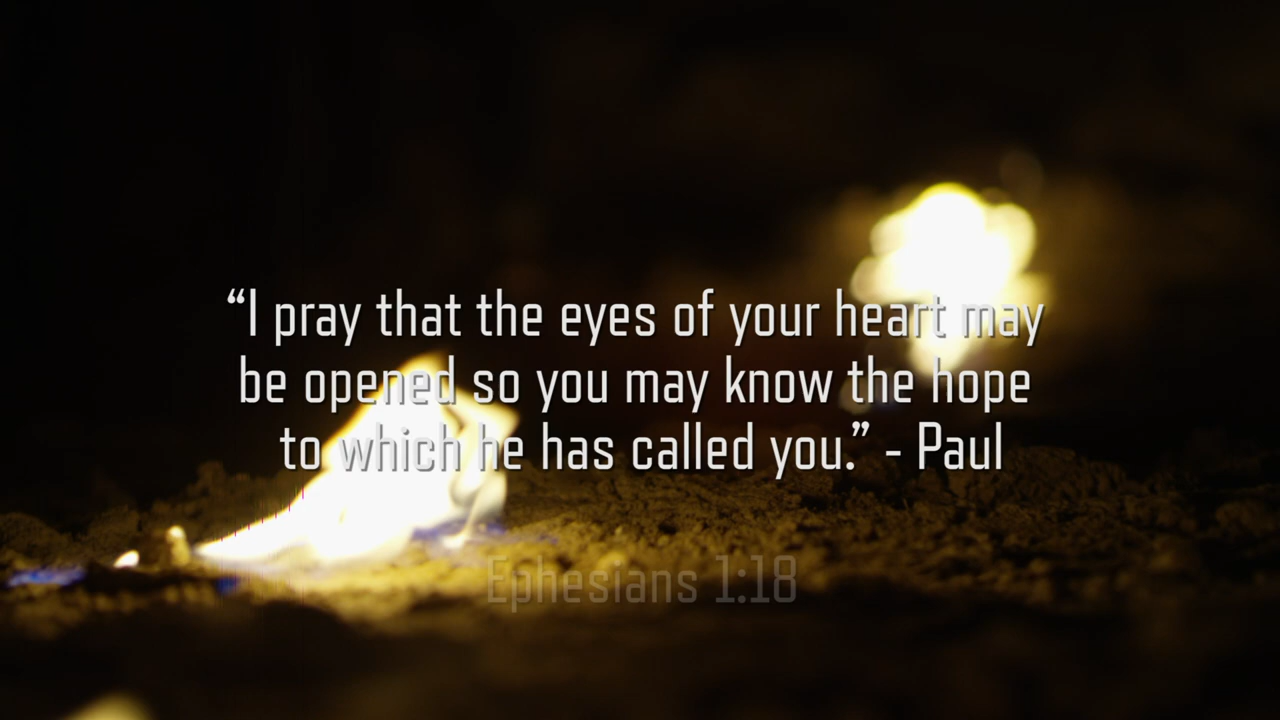 “I pray that the eyes of your heart may
be opened so you may know the hope
to which he has called you.” - Paul
Ephesians 1:18